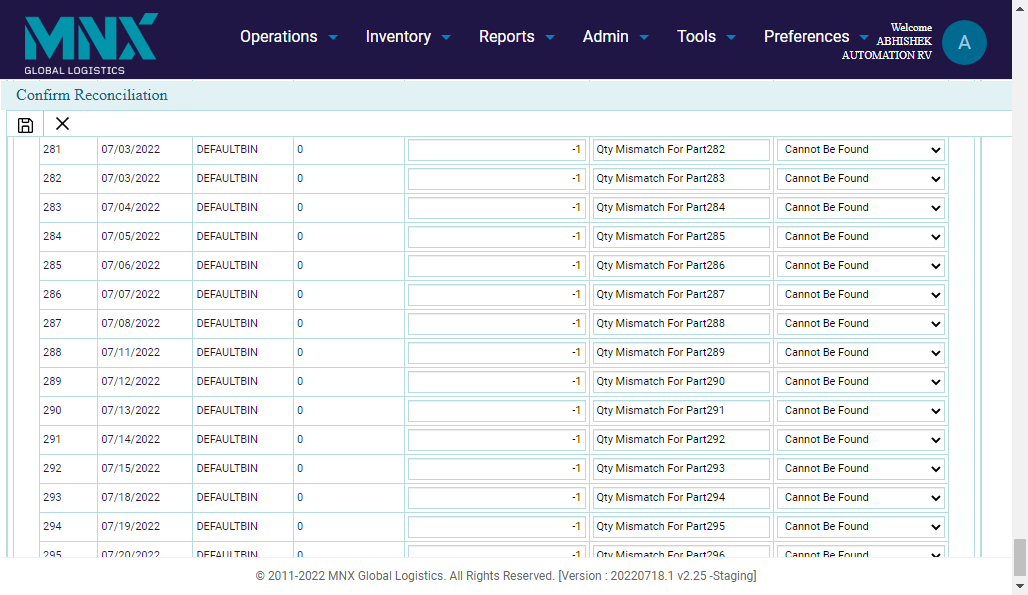 MNX
GLOBAL LOGISTICS
Operations Inventory Reports Admin Tools Preferences
Welcome
ABHISHEK
AUTOMATION RV
A
Confirm Reconciliation
281 07/03/2022 DEFAULTBIN 0 -1 Qty Mismatch For Part282 Cannot Be Found
282 07/03/2022 DEFAULTBIN 0 -1 Qty Mismatch For Part283 Cannot Be Found
283 07/04/2022 DEFAULTBIN 0 -1 Qty Mismatch For Part284 Cannot Be Found
284 07/05/2022 DEFAULTBIN 0 -1 Qty Mismatch For Part285 Cannot Be Found
285 07/06/2022 DEFAULTBIN 0 -1 Qty Mismatch For Part286 Cannot Be Found
286 07/07/2022 DEFAULTBIN 0 -1 Qty Mismatch For Part287 Cannot Be Found
287 07/08/2022 DEFAULTBIN 0 -1 Qty Mismatch For Part288 Cannot Be Found
288 07/11/2022 DEFAULTBIN 0 -1 Qty Mismatch For Part289 Cannot Be Found
289 07/12/2022 DEFAULTBIN 0 -1 Qty Mismatch For Part290 Cannot Be Found
290 07/13/2022 DEFAULTBIN 0 -1 Qty Mismatch For Part291 Cannot Be Found
291 07/14/2022 DEFAULTBIN 0 -1 Qty Mismatch For Part292 Cannot Be Found
292 07/15/2022 DEFAULTBIN 0 -1 Qty Mismatch For Part293 Cannot Be Found
293 07/18/2022 DEFAULTBIN 0 -1 Qty Mismatch For Part294 Cannot Be Found
294 07/19/2022 DEFAULTBIN 0 -1 Qty Mismatch For Part295 Cannot Be Found
295 07/20/2022 DEFAULTBIN 0 -1 Qty Mismatch For Part296 Cannot Be Found
© 2011-2022 MNX Global Logistics. All Rights Reserved. [Version : 20220718.1 v2.25 -Staging]